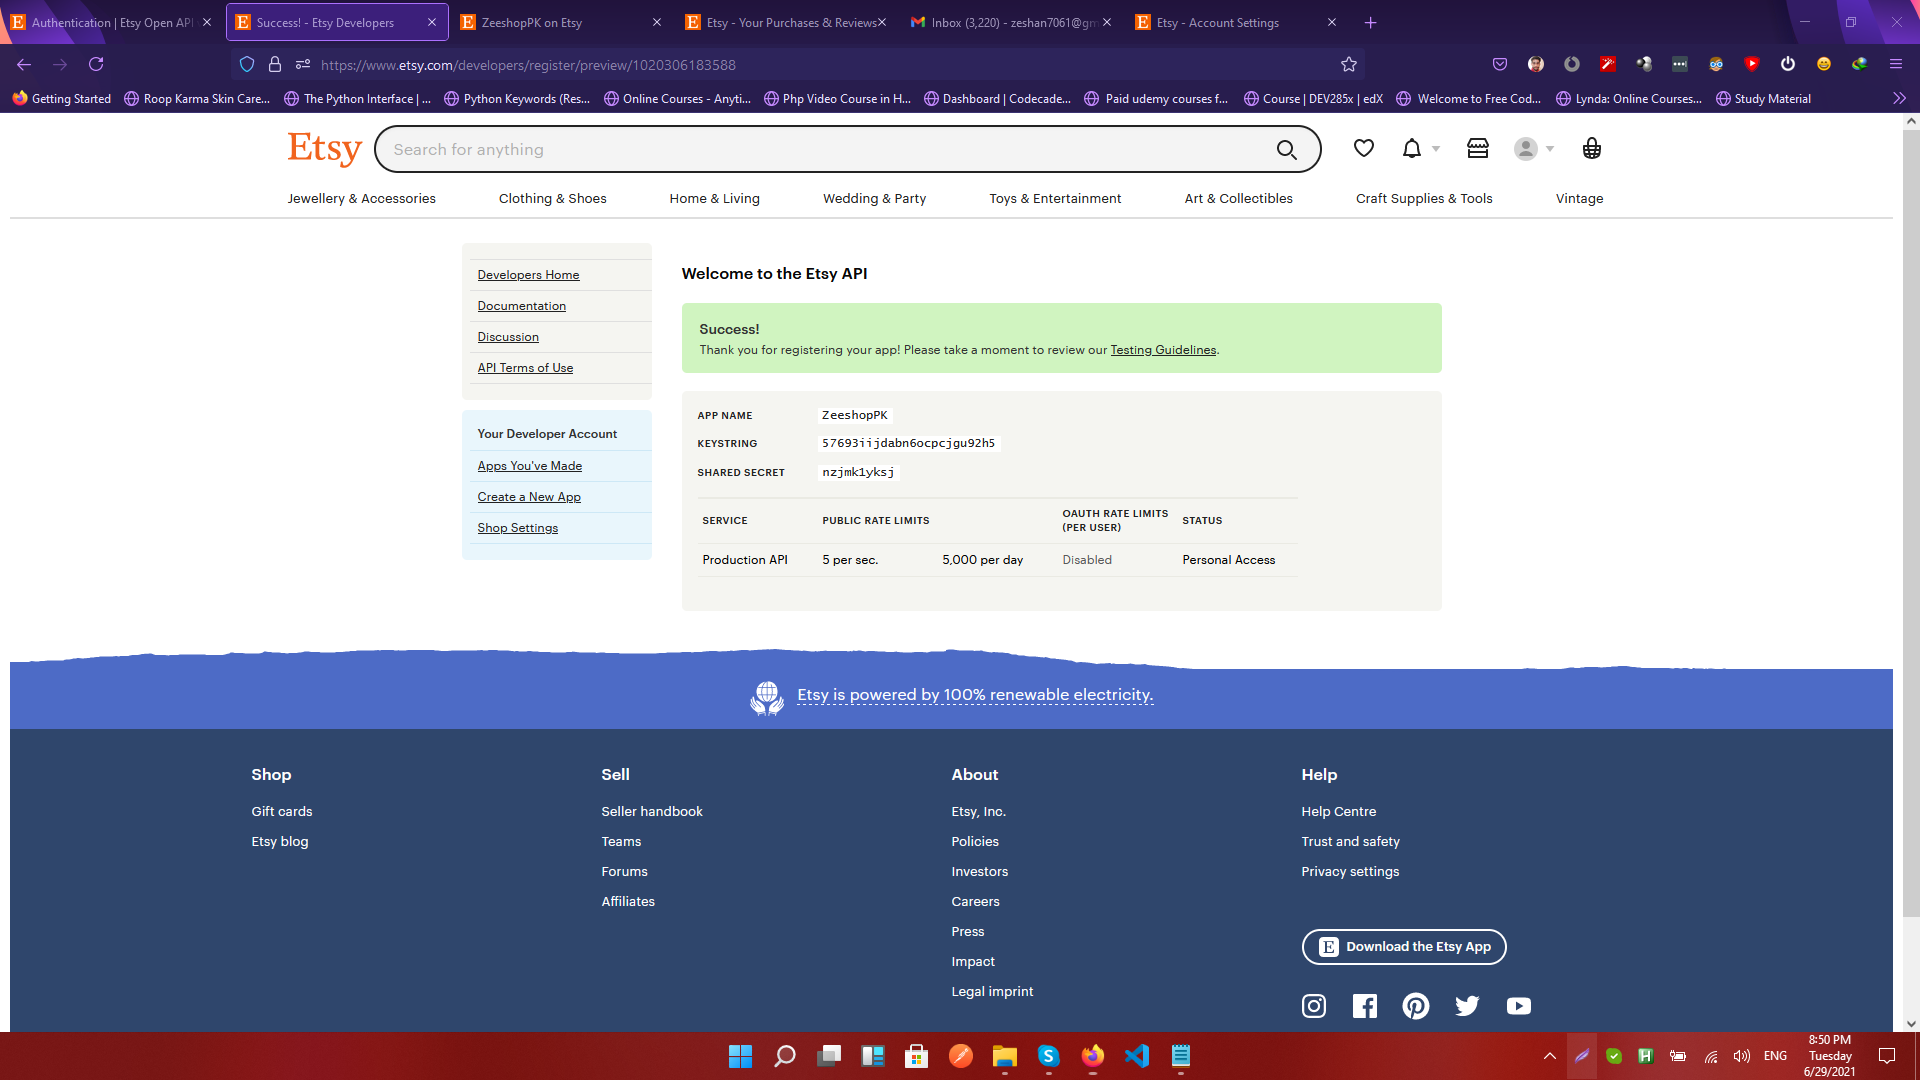 Authentication | Etsy Open API
Success! - Etsy Developers
ZeeshopPK on Etsy
Etsy - Your Purchases & Reviews
Inbox (3,220) - zeshan7061@gm
Etsy - Account Settings
https://www.etsy.com/developers/register/preview/1020306183588
Getting Started
Roop Karma Skin Care...
The Python Interface | ...
Python Keywords (Res...
Online Courses - Anyti...
Php Video Course in H...
Dashboard | Codecade...
Paid udemy courses f...
Course | DEV285x | edX
Welcome to Free Cod...
Lynda: Online Courses...
Study Material
Etsy
Search for anything
Jewellery & Accessories
Clothing & Shoes
Home & Living
Wedding & Party
Toys & Entertainment
Art & Collectibles
Craft Supplies & Tools
Vintage
Developers Home
Documentation
Discussion
API Terms of Use
Your Developer Account
Apps You've Made
Create a New App
Shop Settings
Welcome to the Etsy API
Success!
Thank you for registering your app! Please take a moment to review our Testing Guidelines.
APP NAME ZeeshopPK
KEYSTRING 57693iijdabn6ocpcjgu92h5
SHARED SECRET nzjmk1yksj
SERVICE PUBLIC RATE LIMITS OAUTH RATE LIMITS (PER USER) STATUS
Production API 5 per sec. 5,000 per day Disabled Personal Access
Etsy is powered by 100% renewable electricity.
Shop
Gift cards
Etsy blog
Sell
Seller handbook
Teams
Forums
Affiliates
About
Etsy, Inc.
Policies
Investors
Careers
Press
Impact
Legal imprint
Help
Help Centre
Trust and safety
Privacy settings
E Download the Etsy App
ENG
8:50 PM
Tuesday
6/29/2021